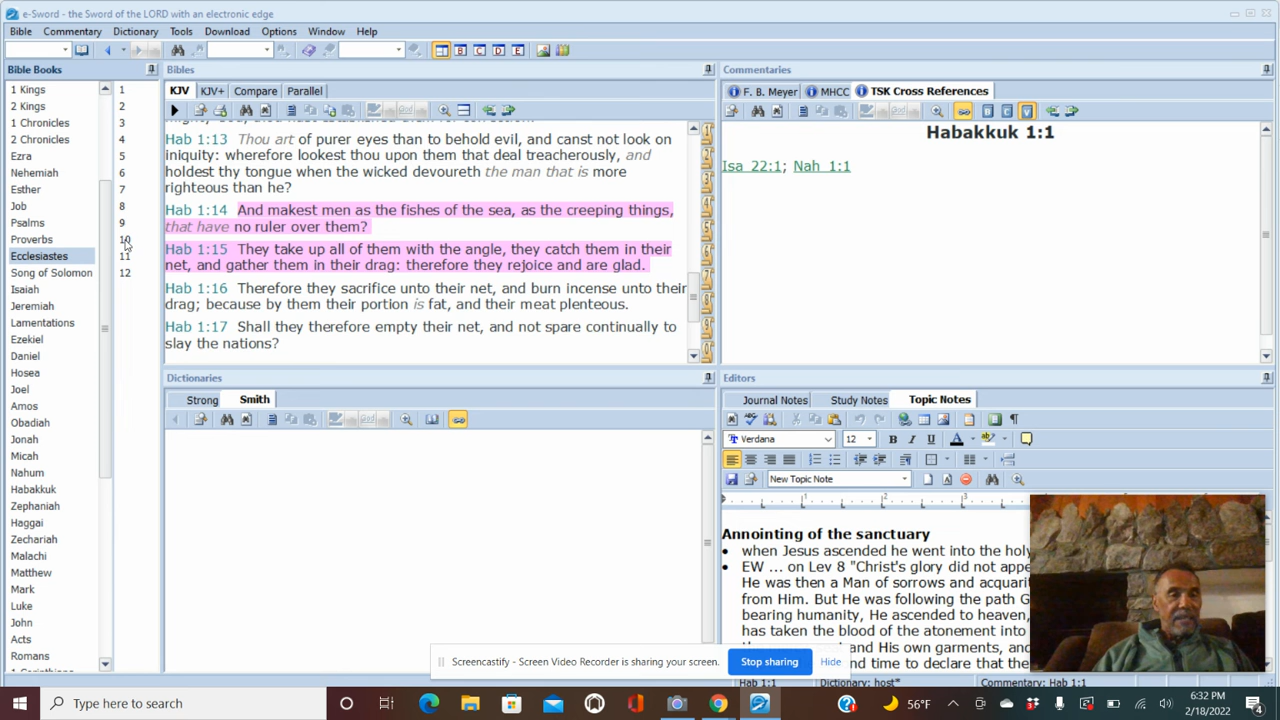 e-Sword - the Sword of the LORD with an electronic edge
Bible Commentary Dictionary Tools Download Options Window Help
B C D E
Bible Books
1 Kings
2 Kings
1 Chronicles
2 Chronicles
Ezra
Nehemiah
Esther
Job
Psalms
Proverbs
Ecclesiastes
Song of Solomon
Isaiah
Jeremiah
Lamentations
Ezekiel
Daniel
Hosea
Joel
Amos
Obadiah
Jonah
Micah
Nahum
Habakkuk
Zephaniah
Haggai
Zechariah
Malachi
Matthew
Mark
Luke
John
Acts
Romans
1
2
3
4
5
6
7
8
9
10
11
12
Bibles
KJV KJV+ Compare Parallel
Hab 1:13 Thou art of purer eyes than to behold evil, and canst not look on
iniquity: wherefore lookest thou upon them that deal treacherously, and
holdest thy tongue when the wicked devoureth the man that is more
righteous than he?
Hab 1:14 And makest men as the fishes of the sea, as the creeping things,
that have no ruler over them?
Hab 1:15 They take up all of them with the angle, they catch them in their
net, and gather them in their drag: therefore they rejoice and are glad.
Hab 1:16 Therefore they sacrifice unto their net, and burn incense unto their
drag; because by them their portion is fat, and their meat plenteous.
Hab 1:17 Shall they therefore empty their net, and not spare continually to
slay the nations?
Commentaries
F. B. Meyer MHCC TSK Cross References
Habakkuk 1:1
Isa 22:1; Nah 1:1
Dictionaries
Strong Smith
Editors
Journal Notes Study Notes Topic Notes
Verdana 12 B I U A ab
New Topic Note
1 2 3
Annointing of the sanctuary
• when Jesus ascended he went into the holy
• EW ... on Lev 8 "Christ's glory did not appe
He was then a Man of sorrows and acquarit
from Him. But He was following the path G
bearing humanity, He ascended to heaven,
has taken the blood of the atonement into
and His own garments, and
nd time to declare that the
Screencastify - Screen Video Recorder is sharing your screen. Stop sharing Hide
Hab 1:1 Dictionary: host* Commentary: Hab 1:1
Type here to search
56°F
6:32 PM
2/18/2022
4